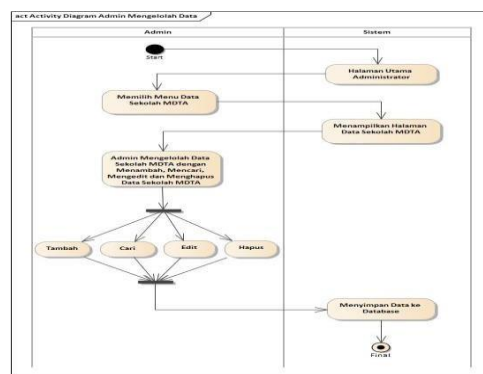 act Activity Diagram Admin Mengelolah Data
Admin
Sistem
Start
Halaman Utama
Administrator
Memilih Menu Data
Sekolah MDTA
Menampilkan Halaman
Data Sekolah MDTA
Admin Mengelolah Data
Sekolah MDTA dengan
Menambah, Mencari,
Mengedit dan Menghapus
Data Sekolah MDTA
Tambah
Cari
Edit
Hapus
Menyimpan Data ke
Database
Final